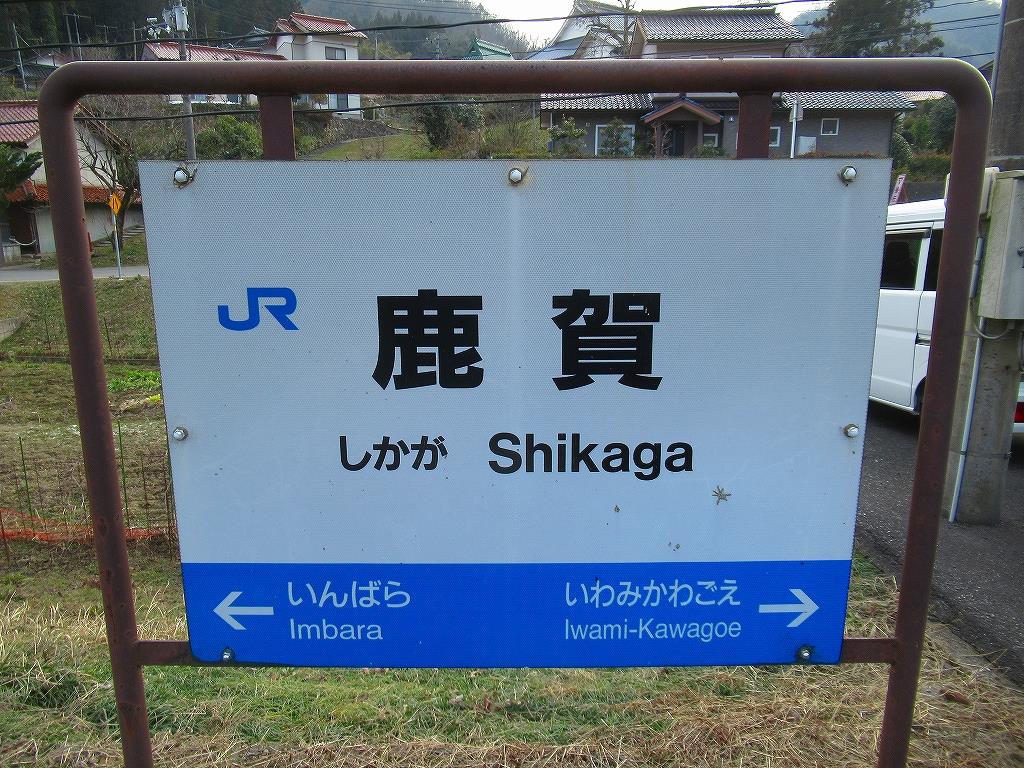 JR 鹿賀
しかが Shikaga
← いんばら いわみかわごえ →
Imbara Iwami-Kawagoe